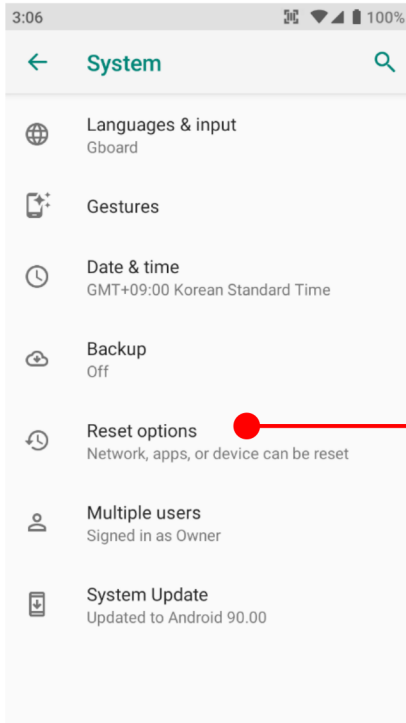 3:06 100%
System
Languages & input
Gboard
Gestures
Date & time
GMT+09:00 Korean Standard Time
Backup
Off
Reset options
Network, apps, or device can be reset
Multiple users
Signed in as Owner
System Update
Updated to Android 90.00